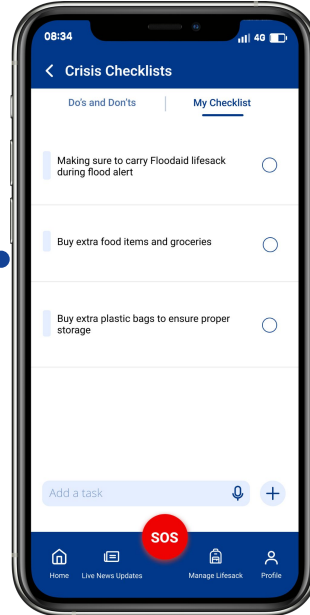 08:34
4G
Crisis Checklists
Do's and Don'ts
My Checklist
Making sure to carry Floodaid lifesack
during flood alert
Buy extra food items and groceries
Buy extra plastic bags to ensure proper
storage
Add a task
SOS
Home
Live News Updates
Manage Lifesack
Profile